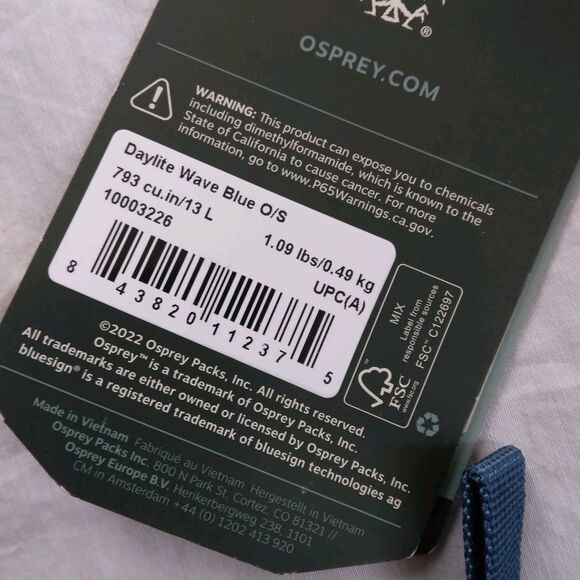 ®
OSPREY.COM
WARNING: This product can expose you to chemicals
including dimethylformamide, which is known to the
State of California to cause cancer. For more
information, go to www.P65Warnings.ca.gov.
Daylite Wave Blue O/S
793 cu.in/13 L
1.09 lbs/0.49 kg
10003226
UPC(A)
8 43820 11237 5
MIX
Label from
responsible sources
FSC™ C122697
FSC
www.fsc.org
©2022 Osprey Packs, Inc. All rights reserved.
Osprey™ is a trademark of Osprey Packs, Inc.
All trademarks are either owned or licensed by Osprey Packs, Inc.
bluesign® is a registered trademark of bluesign technologies ag
Made in Vietnam Fabriqué au Vietnam Hergestellt in Vietnam
Osprey Packs Inc. 800 N Park St. Cortez, CO 81321 //
Osprey Europe B.V. Herikerbergweg 238, 1101
CM in Amsterdam +44 (0) 1202 413 920